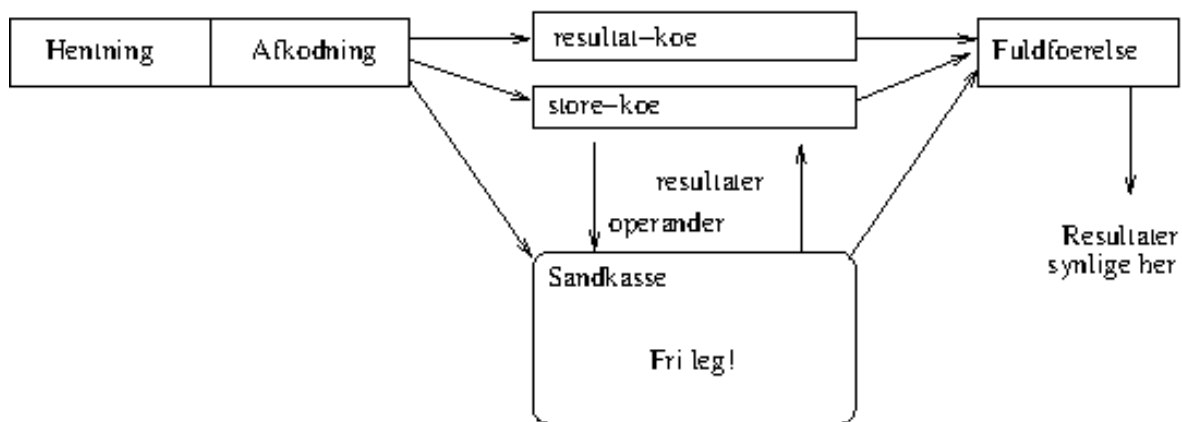 Hentning
Afkodning
resultat–koe
Fuldfoerelse
store–koe
resultater
operander
Resultater
synlige her
Sandkasse
Fri leg!